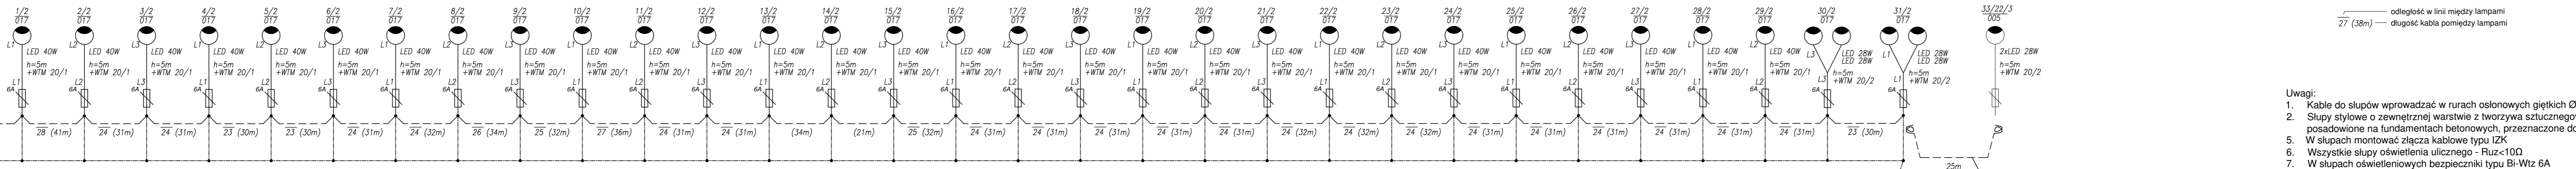 1/2 2/2 3/2 4/2 5/2 6/2 7/2 8/2 9/2 10/2 11/2 12/2 13/2 14/2 15/2 16/2 17/2 18/2 19/2 20/2 21/2 22/2 23/2 24/2 25/2 26/2 27/2 28/2 29/2 30/2 31/2 33/22/3
017 017 017 017 017 017 017 017 017 017 017 017 017 017 017 017 017 017 017 017 017 017 017 017 017 017 017 017 017 017 017 005
L1 L2 L3 L1 L2 L3 L1 L2 L2 L2 L1 L2 L1 L2 L3 L1 L2 L3 L1 L2 L3 L2 L2 L3 L1 L2 L3 L1 L2 L3 L1
LED 40W LED 40W LED 40W LED 40W LED 40W LED 40W LED 40W LED 40W LED 40W LED 40W LED 40W LED 40W LED 40W LED 40W LED 40W LED 40W LED 40W LED 40W LED 40W LED 40W LED 40W LED 40W LED 40W LED 40W LED 40W LED 40W LED 40W LED 40W LED 40W LED 28W LED 28W 2xLED 28W
LED 28W LED 28W
h=5m h=5m h=5m h=5m h=5m h=5m h=5m h=5m h=5m h=5m h=5m h=5m h=5m h=5m h=5m h=5m h=5m h=5m h=5m h=5m h=5m h=5m h=5m h=5m h=5m h=5m h=5m h=5m h=5m h=5m h=5m h=5m
+WTM 20/1 +WTM 20/1 +WTM 20/1 +WTM 20/1 +WTM 20/1 +WTM 20/1 +WTM 20/1 +WTM 20/1 +WTM 20/1 +WTM 20/1 +WTM 20/1 +WTM 20/1 +WTM 20/1 +WTM 20/1 +WTM 20/1 +WTM 20/1 +WTM 20/1 +WTM 20/1 +WTM 20/1 +WTM 20/1 +WTM 20/1 +WTM 20/1 +WTM 20/1 +WTM 20/1 +WTM 20/1 +WTM 20/1 +WTM 20/1 +WTM 20/1 +WTM 20/1 +WTM 20/2 +WTM 20/2 +WTM 20/2
L1 L2 L3 L1 L2 L3 L1 L2 L2 L2 L1 L2 L1 L2 L3 L1 L2 L3 L1 L2 L3 L2 L2 L3 L1 L2 L3 L1 L2 L3 L1
6A 6A 6A 6A 6A 6A 6A 6A 6A 6A 6A 6A 6A 6A 6A 6A 6A 6A 6A 6A 6A 6A 6A 6A 6A 6A 6A 6A 6A 6A 6A
28 (41m) 24 (31m) 24 (31m) 23 (30m) 23 (30m) 24 (31m) 24 (32m) 26 (34m) 25 (32m) 27 (36m) 24 (31m) 24 (31m) (34m) (21m) 25 (32m) 24 (31m) 24 (31m) 24 (31m) 24 (31m) 24 (31m) 24 (32m) 24 (32m) 24 (32m) 24 (31m) 24 (31m) 24 (31m) 24 (31m) 24 (31m) 24 (31m) 23 (30m)
25m
odległość w linii między lampami
27 (38m) długość kabla pomiędzy lampami
Uwagi:
1. Kable do słupów wprowadzać w rurach osłonowych giętkich Ø
2. Słupy stylowe o zewnętrznej warstwie z tworzywa sztucznego
posadowione na fundamentach betonowych, przeznaczone do
5. W słupach montować złącza kablowe typu IZK
6. Wszystkie słupy oświetlenia ulicznego - Ruz<10Ω
7. W słupach oświetleniowych bezpieczniki typu Bi-Wtz 6A